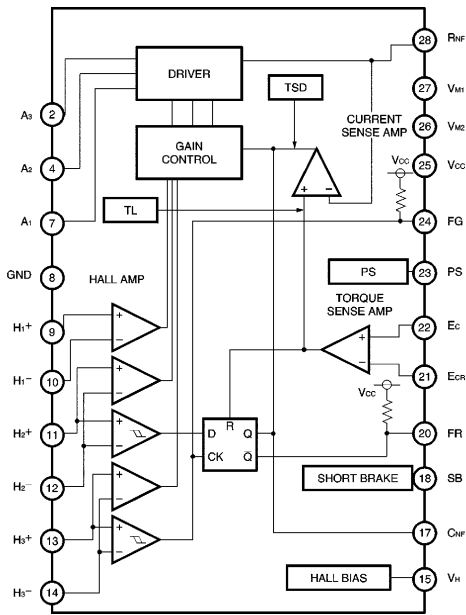 RNF
28
DRIVER
TSD
27
VM1
A3
2
CURRENT
SENSE AMP
26
VM2
GAIN
CONTROL
VCC
25
VCC
A2
4
+
−
TL
A1
7
24
FG
GND
8
HALL AMP
PS
23
PS
TORQUE
SENSE AMP
H1+
9
+
−
22
EC
+
−
H1−
10
+
−
21
ECR
VCC
H2+
11
+
−
R
D
Q
CK
Q̅
20
FR
H2−
12
+
−
SHORT BRAKE
18
SB
H3+
13
+
−
17
CNF
H3−
14
HALL BIAS
15
VH